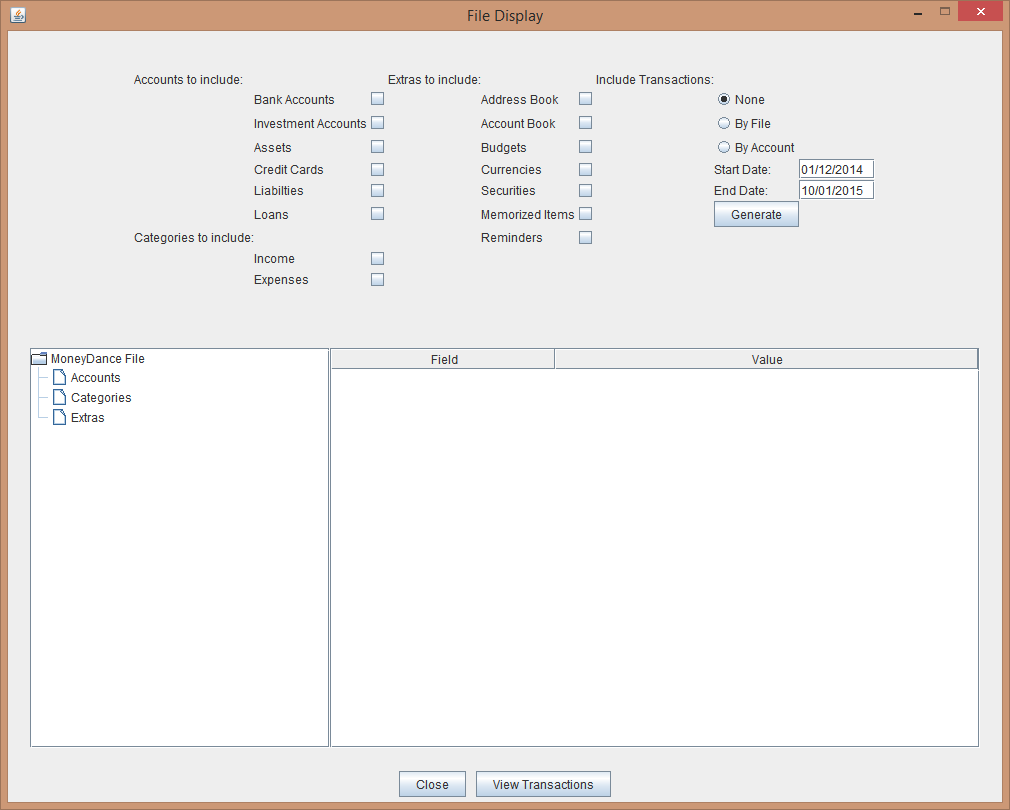 File Display
Accounts to include:
Bank Accounts
Investment Accounts
Assets
Credit Cards
Liabilties
Loans
Categories to include:
Income
Expenses
Extras to include:
Address Book
Account Book
Budgets
Currencies
Securities
Memorized Items
Reminders
Include Transactions:
None
By File
By Account
Start Date: 01/12/2014
End Date: 10/01/2015
Generate
MoneyDance File
Accounts
Categories
Extras
Field Value
Close View Transactions